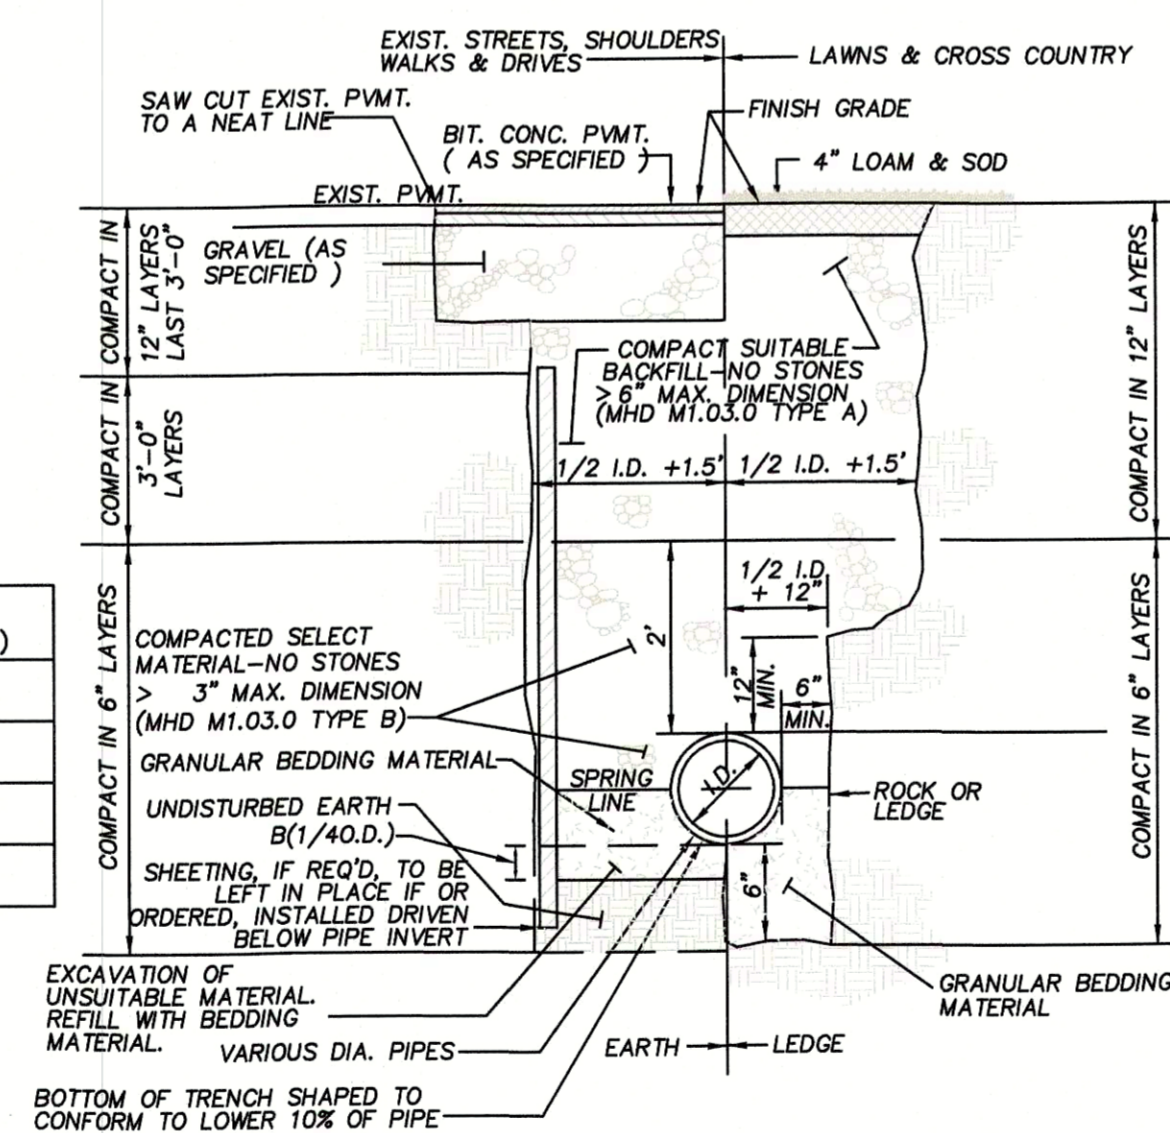 EXIST. STREETS, SHOULDERS
WALKS & DRIVES
LAWNS & CROSS COUNTRY
SAW CUT EXIST. PVMT.
TO A NEAT LINE
FINISH GRADE
BIT. CONC. PVMT.
( AS SPECIFIED )
4" LOAM & SOD
EXIST. PVMT.
GRAVEL (AS
SPECIFIED )
COMPACT IN
12" LAYERS
LAST 3'-0"
COMPACT IN 12" LAYERS
COMPACT SUITABLE
BACKFILL-NO STONES
> 6" MAX. DIMENSION
(MHD M1.03.0 TYPE A)
COMPACT IN
3'-0"
LAYERS
1/2 I.D. +1.5'
1/2 I.D. +1.5'
1/2 I.D
+ 12"
COMPACT IN 6" LAYERS
COMPACT IN 6" LAYERS
)
COMPACTED SELECT
MATERIAL-NO STONES
> 3" MAX. DIMENSION
(MHD M1.03.0 TYPE B)
2'
12"
MIN.
6"
MIN.
GRANULAR BEDDING MATERIAL
SPRING
LINE
I.D.
ROCK OR
LEDGE
UNDISTURBED EARTH
B(1/4O.D.)
6"
SHEETING, IF REQ'D, TO BE
LEFT IN PLACE IF OR
ORDERED, INSTALLED DRIVEN
BELOW PIPE INVERT
EXCAVATION OF
UNSUITABLE MATERIAL.
REFILL WITH BEDDING
MATERIAL.
GRANULAR BEDDING
MATERIAL
VARIOUS DIA. PIPES
EARTH
LEDGE
BOTTOM OF TRENCH SHAPED TO
CONFORM TO LOWER 10% OF PIPE